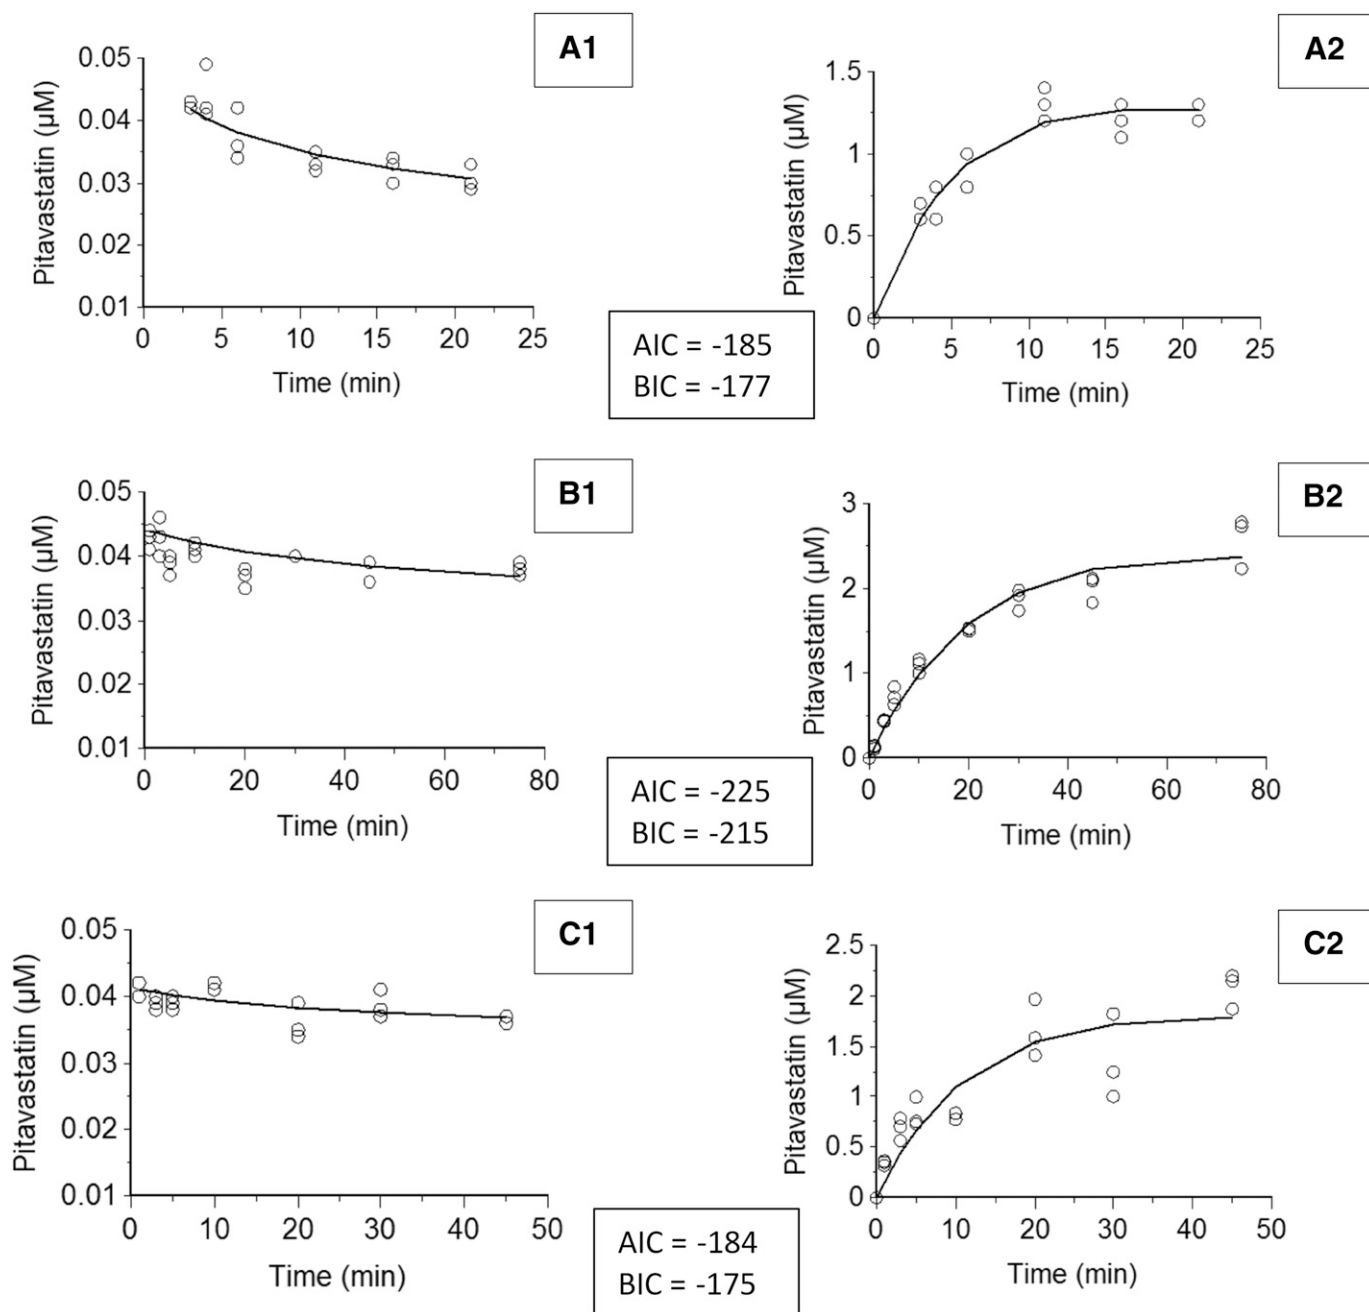 A1
Pitavastatin (µM)
0.05
0.04
0.03
0.02
0.01
0 5 10 15 20 25
Time (min)
A2
Pitavastatin (µM)
1.5
1
0.5
0
0 5 10 15 20 25
Time (min)
AIC = -185
BIC = -177
B1
Pitavastatin (µM)
0.05
0.04
0.03
0.02
0.01
0 20 40 60 80
Time (min)
B2
Pitavastatin (µM)
3
2
1
0
0 20 40 60 80
Time (min)
AIC = -225
BIC = -215
C1
Pitavastatin (µM)
0.05
0.04
0.03
0.02
0.01
0 10 20 30 40 50
Time (min)
C2
Pitavastatin (µM)
2.5
2
1.5
1
0.5
0
0 10 20 30 40 50
Time (min)
AIC = -184
BIC = -175